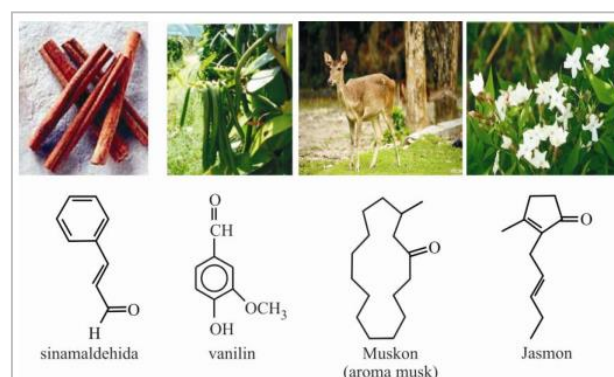 O
CH
O
O
O
OCH₃
H
OH
sinamaldehida
vanilin
Muskon
(aroma musk)
Jasmon